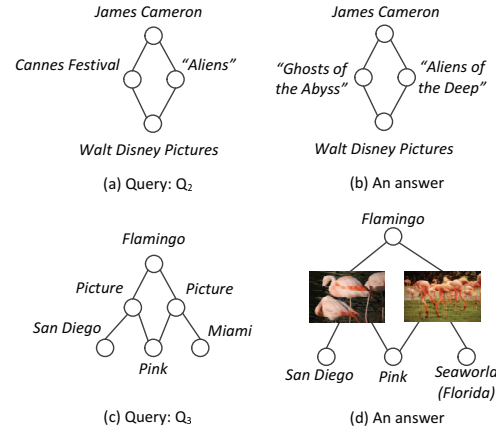 James Cameron
Cannes Festival
"Aliens"
Walt Disney Pictures
(a) Query: Q₂
James Cameron
"Ghosts of
the Abyss"
"Aliens of
the Deep"
Walt Disney Pictures
(b) An answer
Flamingo
Picture
Picture
San Diego
Miami
Pink
(c) Query: Q₃
Flamingo
San Diego
Pink
Seaworld
(Florida)
(d) An answer